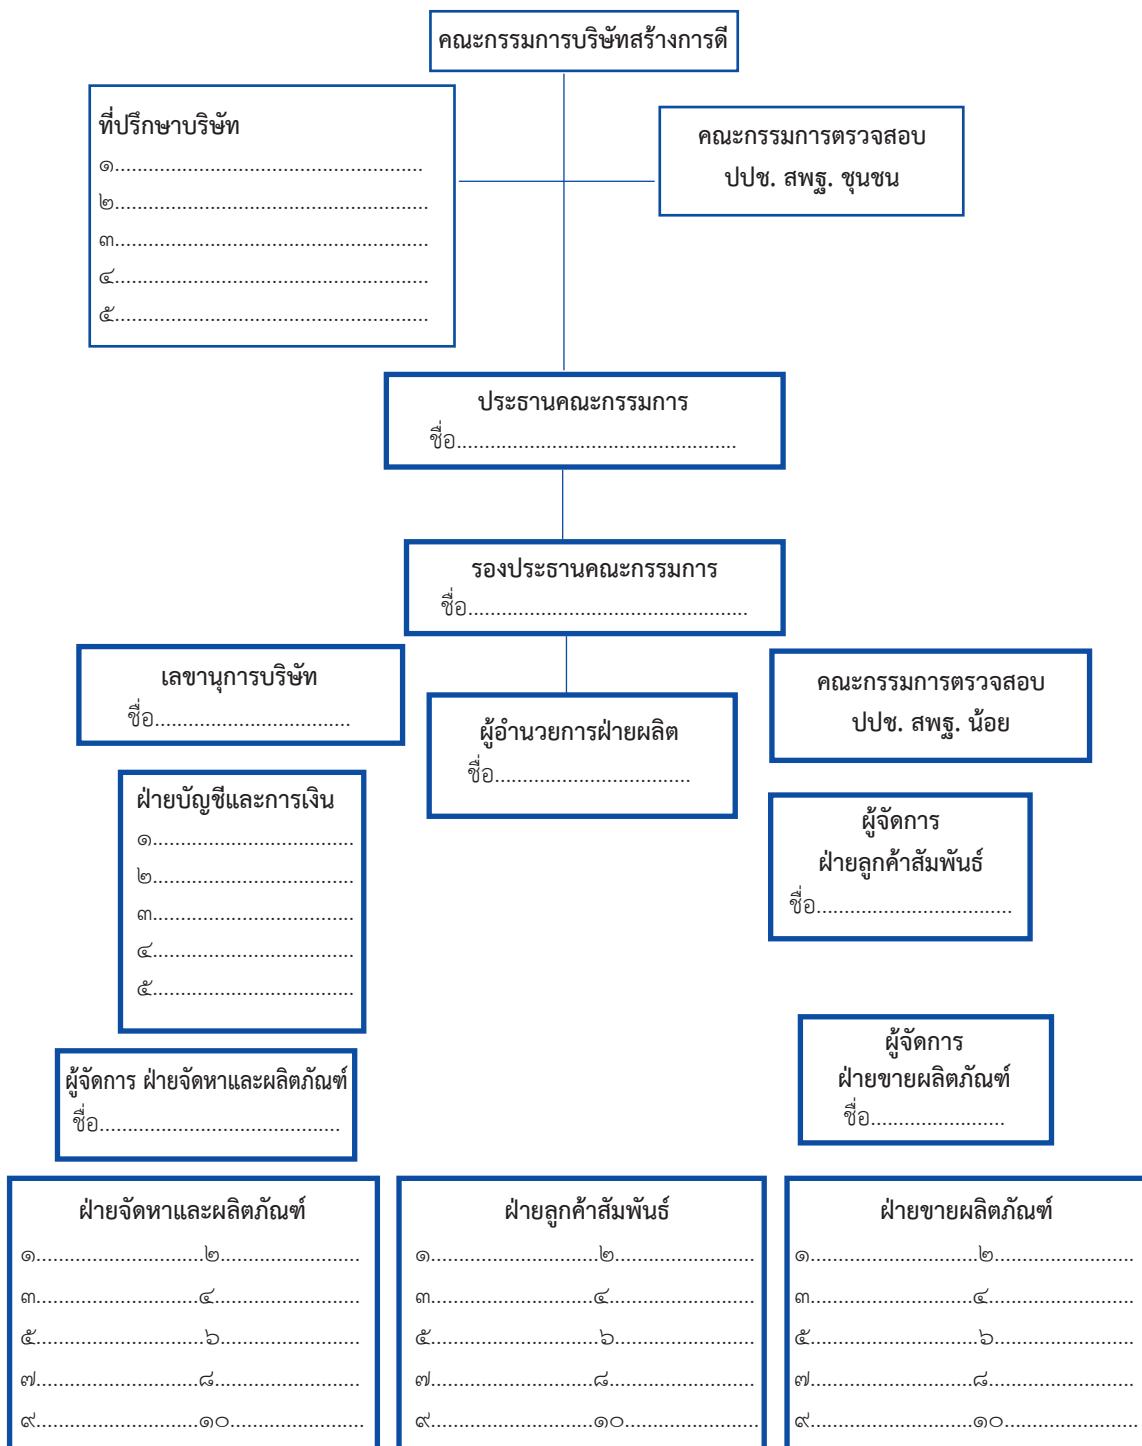 คณะกรรมการบริษัทสร้างการดี
ที่ปรึกษาบริษัท
๑.......................................................
๒........................................................
๓........................................................
๔........................................................
๕........................................................
คณะกรรมการตรวจสอบ
ปปช. สพฐ. ชุนชน
ประธานคณะกรรมการ
ชื่อ..................................................
รองประธานคณะกรรมการ
ชื่อ..................................................
เลขานุการบริษัท
ชื่อ...................................
ผู้อำนวยการฝ่ายผลิต
ชื่อ...................................
คณะกรรมการตรวจสอบ
ปปช. สพฐ. น้อย
ฝ่ายบัญชีและการเงิน
๑....................................
๒....................................
๓....................................
๔....................................
๕....................................
ผู้จัดการ
ฝ่ายลูกค้าสัมพันธ์
ชื่อ...................................
ผู้จัดการ ฝ่ายจัดหาและผลิตภัณฑ์
ชื่อ...........................................
ผู้จัดการ
ฝ่ายขายผลิตภัณฑ์
ชื่อ........................
ฝ่ายจัดหาและผลิตภัณฑ์
๑.............................๒.........................
๓.............................๔..........................
๕.............................๖.........................
๗.............................๘..........................
๙.............................๑๐........................
ฝ่ายลูกค้าสัมพันธ์
๑.............................๒.........................
๓.............................๔..........................
๕.............................๖.........................
๗.............................๘..........................
๙.............................๑๐........................
ฝ่ายขายผลิตภัณฑ์
๑.............................๒.........................
๓.............................๔..........................
๕.............................๖.........................
๗.............................๘..........................
๙.............................๑๐........................